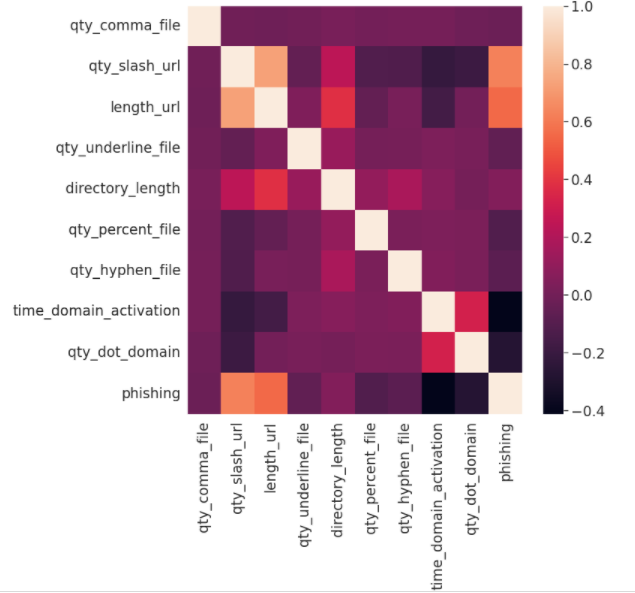 qty_comma_file
qty_slash_url
length_url
qty_underline_file
directory_length
qty_percent_file
qty_hyphen_file
time_domain_activation
qty_dot_domain
phishing
1.0
0.8
0.6
0.4
0.2
0.0
−0.2
−0.4
qty_comma_file
qty_slash_url
length_url
qty_underline_file
directory_length
qty_percent_file
qty_hyphen_file
time_domain_activation
qty_dot_domain
phishing